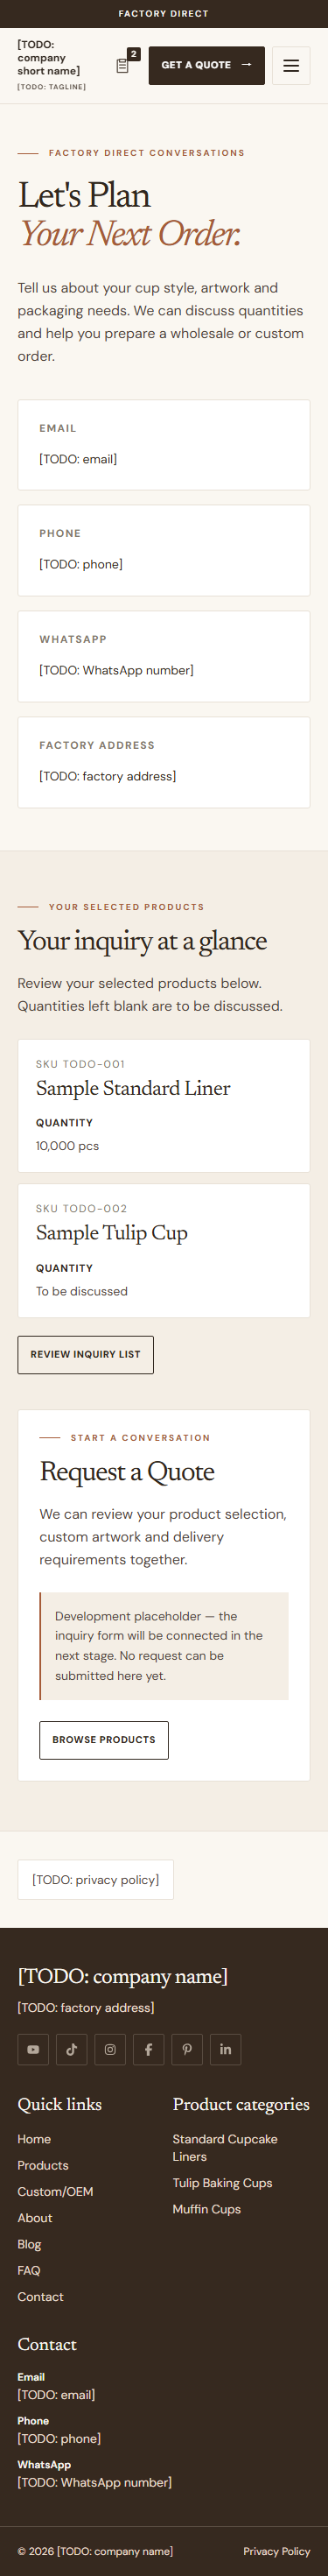 FACTORY DIRECT
[TODO:
company
short name]
[TODO: TAGLINE]
2
GET A QUOTE →
FACTORY DIRECT CONVERSATIONS
Let's Plan
Your Next Order.
Tell us about your cup style, artwork and
packaging needs. We can discuss quantities
and help you prepare a wholesale or custom
order.
EMAIL
[TODO: email]
PHONE
[TODO: phone]
WHATSAPP
[TODO: WhatsApp number]
FACTORY ADDRESS
[TODO: factory address]
YOUR SELECTED PRODUCTS
Your inquiry at a glance
Review your selected products below.
Quantities left blank are to be discussed.
SKU TODO-001
Sample Standard Liner
QUANTITY
10,000 pcs
SKU TODO-002
Sample Tulip Cup
QUANTITY
To be discussed
REVIEW INQUIRY LIST
START A CONVERSATION
Request a Quote
We can review your product selection,
custom artwork and delivery
requirements together.
Development placeholder — the
inquiry form will be connected in the
next stage. No request can be
submitted here yet.
BROWSE PRODUCTS
[TODO: privacy policy]
[TODO: company name]
[TODO: factory address]
Quick links
Home
Products
Custom/OEM
About
Blog
FAQ
Contact
Product categories
Standard Cupcake
Liners
Tulip Baking Cups
Muffin Cups
Contact
Email
[TODO: email]
Phone
[TODO: phone]
WhatsApp
[TODO: WhatsApp number]
© 2026 [TODO: company name] Privacy Policy